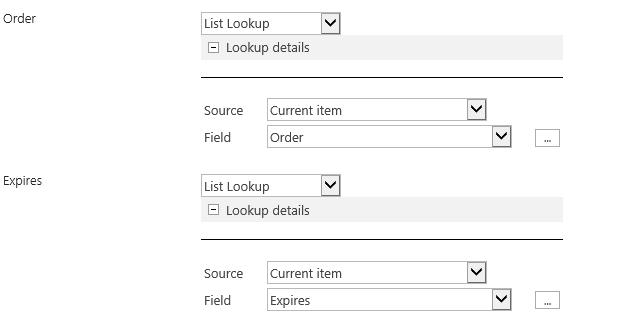 Order
List Lookup
Lookup details
Source Current item
Field Order ...
Expires
List Lookup
Lookup details
Source Current item
Field Expires ...